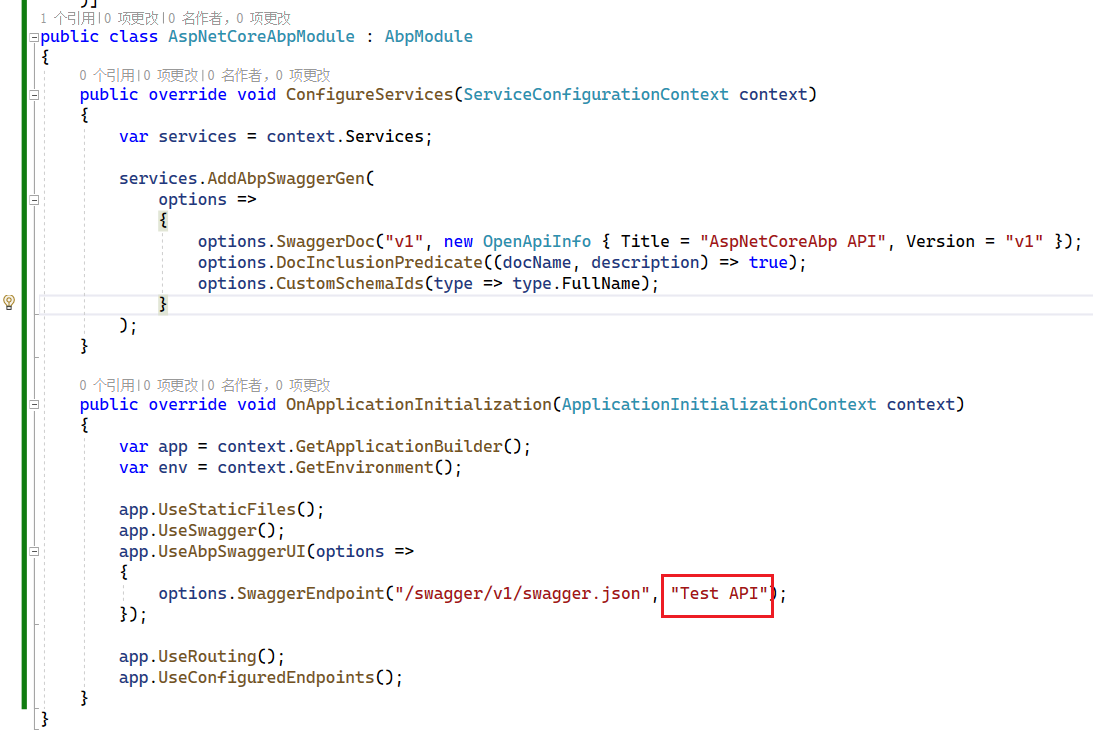 )]
1 个引用|0 项更改|0 名作者，0 项更改
public class AspNetCoreAbpModule : AbpModule
{
0 个引用|0 项更改|0 名作者，0 项更改
public override void ConfigureServices(ServiceConfigurationContext context)
{
var services = context.Services;
services.AddAbpSwaggerGen(
options =>
{
options.SwaggerDoc("v1", new OpenApiInfo { Title = "AspNetCoreAbp API", Version = "v1" });
options.DocInclusionPredicate((docName, description) => true);
options.CustomSchemaIds(type => type.FullName);
}
);
}
0 个引用|0 项更改|0 名作者，0 项更改
public override void OnApplicationInitialization(ApplicationInitializationContext context)
{
var app = context.GetApplicationBuilder();
var env = context.GetEnvironment();
app.UseStaticFiles();
app.UseSwagger();
app.UseAbpSwaggerUI(options =>
{
options.SwaggerEndpoint("/swagger/v1/swagger.json", "Test API");
});
app.UseRouting();
app.UseConfiguredEndpoints();
}
}